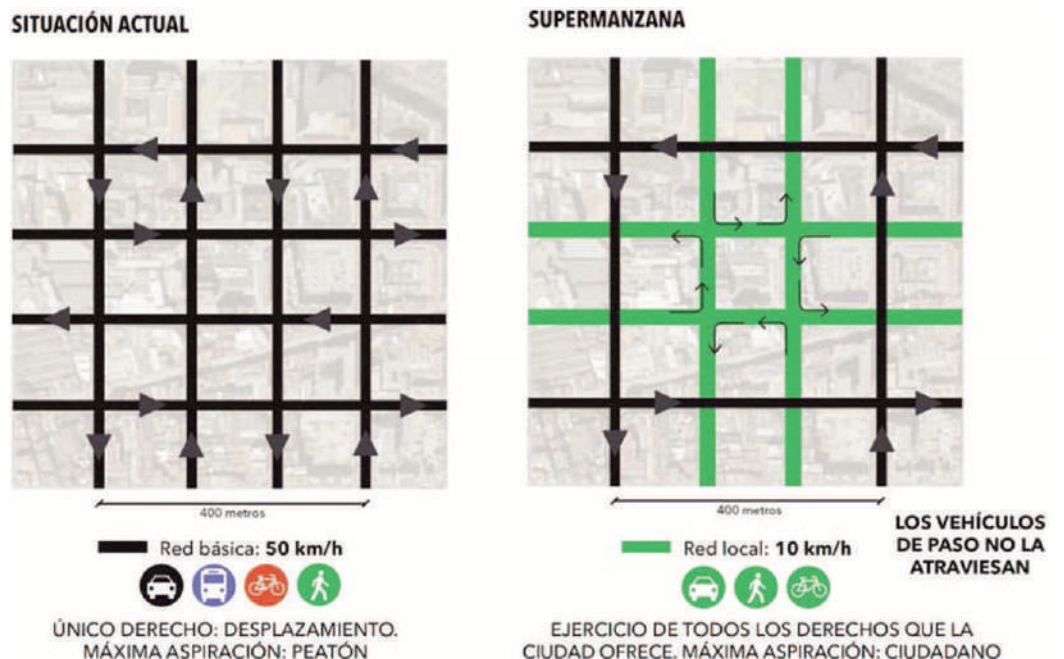 SITUACIÓN ACTUAL
400 metros
Red básica: 50 km/h
ÚNICO DERECHO: DESPLAZAMIENTO.
MÁXIMA ASPIRACIÓN: PEATÓN
SUPERMANZANA
400 metros
LOS VEHÍCULOS
DE PASO NO LA
ATRAVIESAN
Red local: 10 km/h
EJERCICIO DE TODOS LOS DERECHOS QUE LA
CIUDAD OFRECE. MÁXIMA ASPIRACIÓN: CIUDADANO